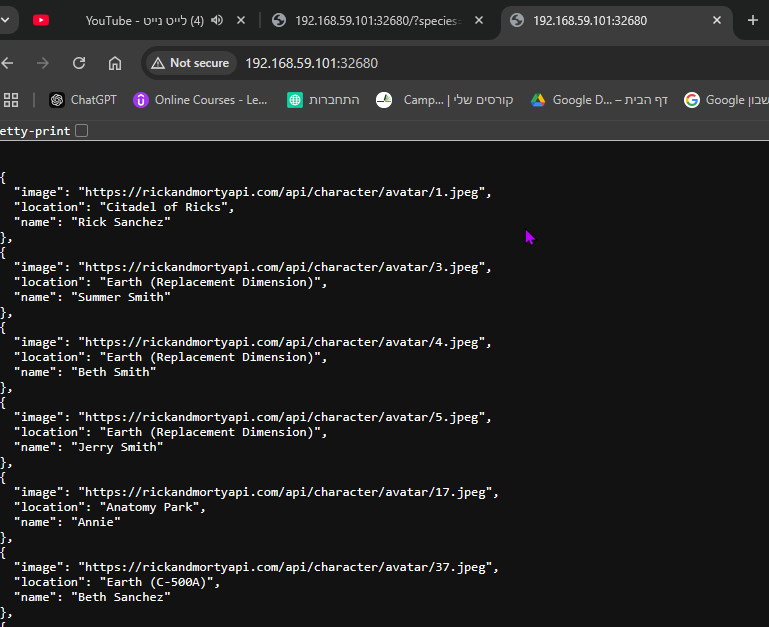 לייט נייט (4) - YouTube
192.168.59.101:32680/?species=
192.168.59.101:32680
Not secure
192.168.59.101:32680
ChatGPT
Online Courses - Le...
התחברות
קורסים שלי | Camp...
דף הבית – Google D...
Google חשבון
etty-print
{
"image": "https://rickandmortyapi.com/api/character/avatar/1.jpeg",
"location": "Citadel of Ricks",
"name": "Rick Sanchez"
},
{
"image": "https://rickandmortyapi.com/api/character/avatar/3.jpeg",
"location": "Earth (Replacement Dimension)",
"name": "Summer Smith"
},
{
"image": "https://rickandmortyapi.com/api/character/avatar/4.jpeg",
"location": "Earth (Replacement Dimension)",
"name": "Beth Smith"
},
{
"image": "https://rickandmortyapi.com/api/character/avatar/5.jpeg",
"location": "Earth (Replacement Dimension)",
"name": "Jerry Smith"
},
{
"image": "https://rickandmortyapi.com/api/character/avatar/17.jpeg",
"location": "Anatomy Park",
"name": "Annie"
},
{
"image": "https://rickandmortyapi.com/api/character/avatar/37.jpeg",
"location": "Earth (C-500A)",
"name": "Beth Sanchez"
},
{